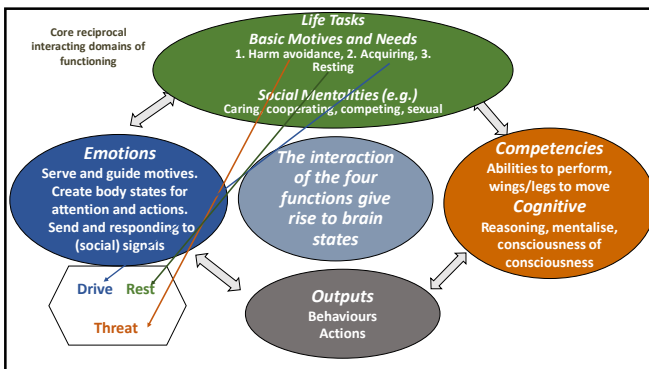 Core reciprocal
interacting domains of
functioning
Life Tasks
Basic Motives and Needs
1. Harm avoidance, 2. Acquiring, 3.
Resting
Social Mentalities (e.g.)
Caring, cooperating, competing, sexual
Emotions
Serve and guide motives.
Create body states for
attention and actions.
Send and responding to
(social) signals
The interaction
of the four
functions give
rise to brain
states
Competencies
Abilities to perform,
wings/legs to move
Cognitive
Reasoning, mentalise,
consciousness of
consciousness
Drive Rest
Threat
Outputs
Behaviours
Actions